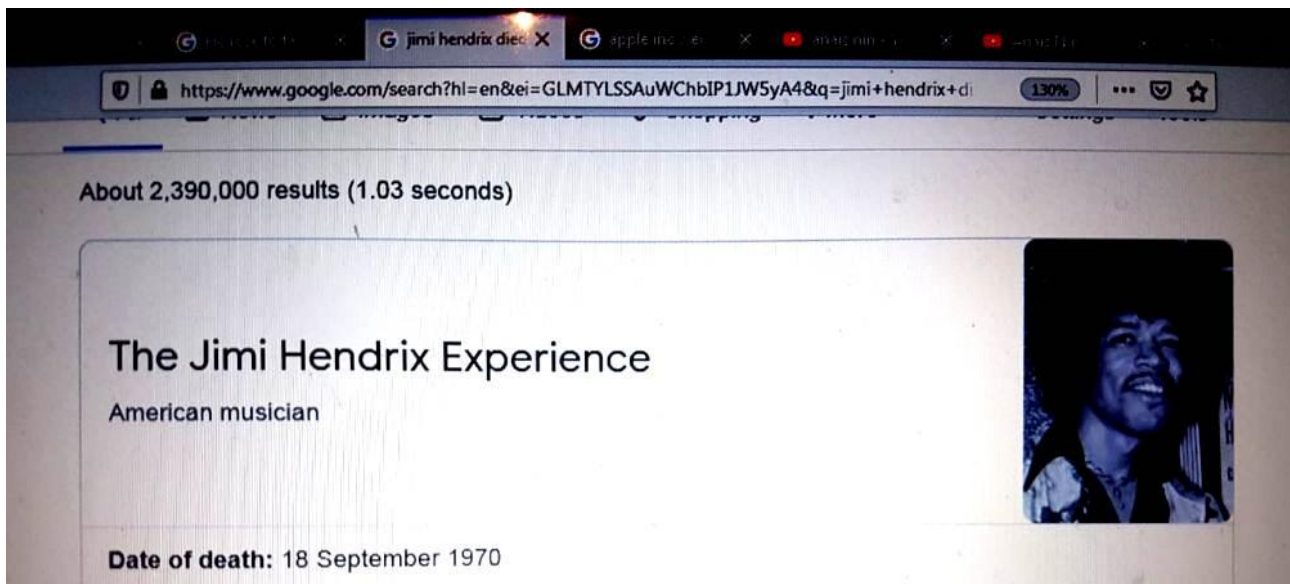 jimi hendrix died
https://www.google.com/search?hl=en&ei=GLMTYLSSAuWChbIP1JW5yA4&q=jimi+hendrix+di
130%
About 2,390,000 results (1.03 seconds)
The Jimi Hendrix Experience
American musician
Date of death: 18 September 1970